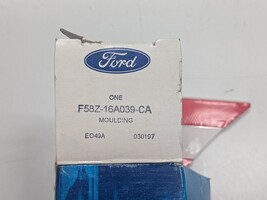 Ford
ONE
F58Z-16A039-CA
MOULDING
EO49A 030197